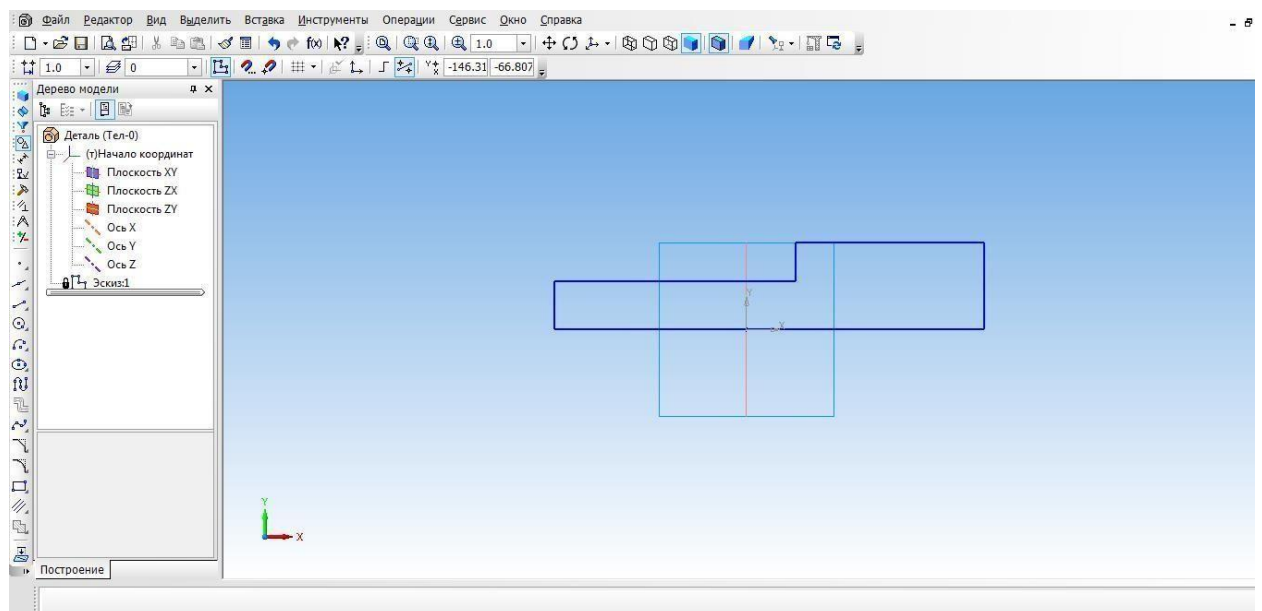 Файл Редактор Вид Выделить Вставка Инструменты Операции Сервис Окно Справка
f(x) 1.0
1.0 0 -146.31 -66.807
Дерево модели
Деталь (Тел-0)
(т)Начало координат
Плоскость XY
Плоскость ZX
Плоскость ZY
Ось X
Ось Y
Ось Z
Эскиз:1
Y
X
Y
X
Построение